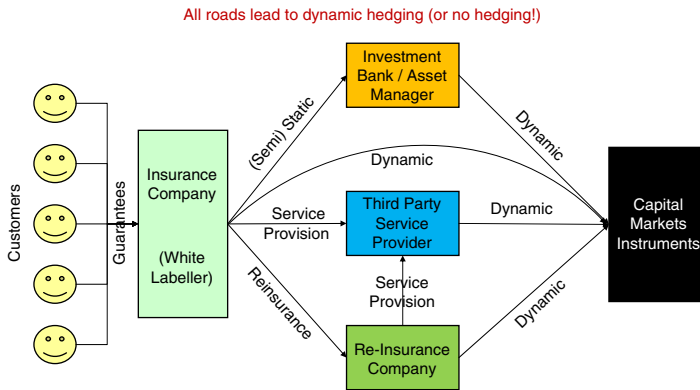 All roads lead to dynamic hedging (or no hedging!)
Customers
Guarantees
Insurance
Company
(White
Labeller)
(Semi) Static
Investment
Bank / Asset
Manager
Dynamic
Dynamic
Service
Provision
Third Party
Service
Provider
Dynamic
Capital
Markets
Instruments
Reinsurance
Service
Provision
Re-Insurance
Company
Dynamic